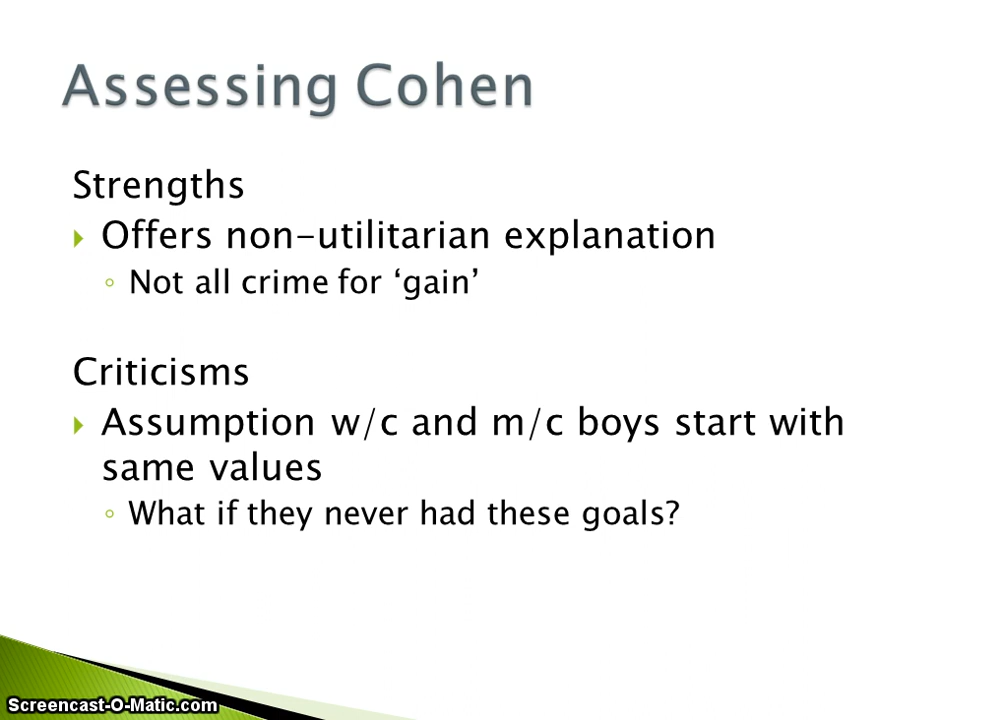 Assessing Cohen
Strengths
Offers non-utilitarian explanation
Not all crime for ‘gain’
Criticisms
Assumption w/c and m/c boys start with
same values
What if they never had these goals?
Screencast-O-Matic.com